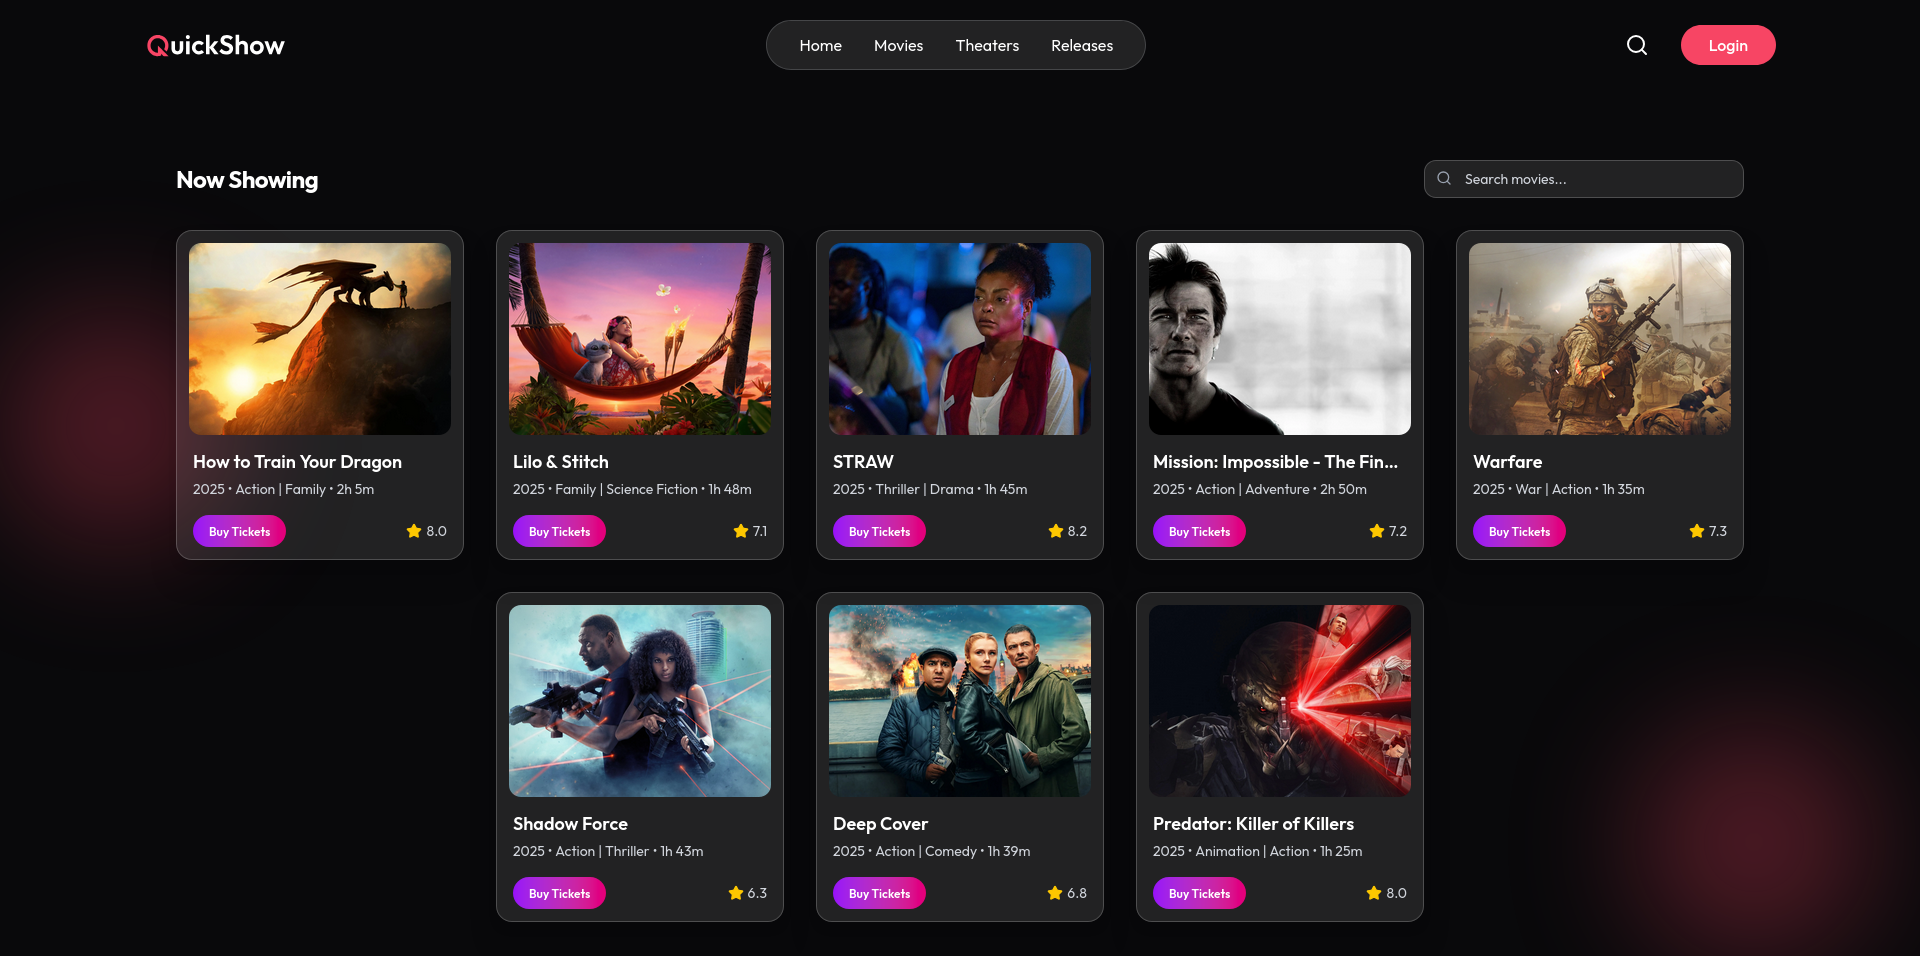 QuickShow
Home Movies Theaters Releases
Login
Now Showing
Search movies...
How to Train Your Dragon
2025 • Action | Family • 2h 5m
Buy Tickets 8.0
Lilo & Stitch
2025 • Family | Science Fiction • 1h 48m
Buy Tickets 7.1
STRAW
2025 • Thriller | Drama • 1h 45m
Buy Tickets 8.2
Mission: Impossible - The Fin...
2025 • Action | Adventure • 2h 50m
Buy Tickets 7.2
Warfare
2025 • War | Action • 1h 35m
Buy Tickets 7.3
Shadow Force
2025 • Action | Thriller • 1h 43m
Buy Tickets 6.3
Deep Cover
2025 • Action | Comedy • 1h 39m
Buy Tickets 6.8
Predator: Killer of Killers
2025 • Animation | Action • 1h 25m
Buy Tickets 8.0